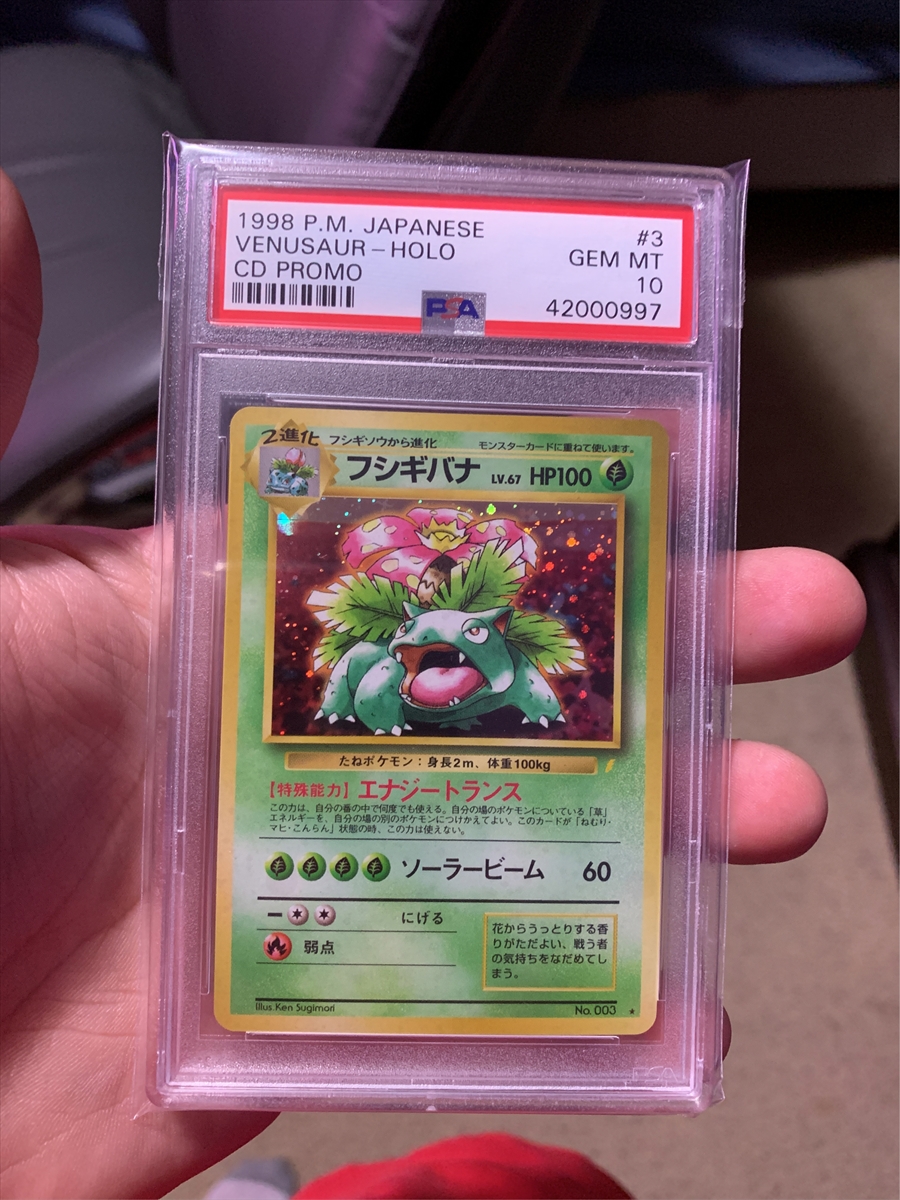 1998 P.M. JAPANESE #3
VENUSAUR – HOLO GEM MT
CD PROMO 10
PSA 42000997
2進化 フシギソウから進化 モンスターカードに重ねて使います。
フシギバナ LV.67 HP100
たねポケモン：身長2m、体重100kg
【特殊能力】エナジートランス
この力は、自分の番の中で何度でも使える。自分の場のポケモンについている「草」
エネルギーを、自分の場の別のポケモンにつけかえてよい。このカードが「ねむり・
マヒ・こんらん」状態の時、この力は使えない。
ソーラービーム 60
にげる
弱点
花からうっとりする香
りがただよい、戦う者
の気持ちをなだめてし
まう。
Illus. Ken Sugimori No. 003 ★